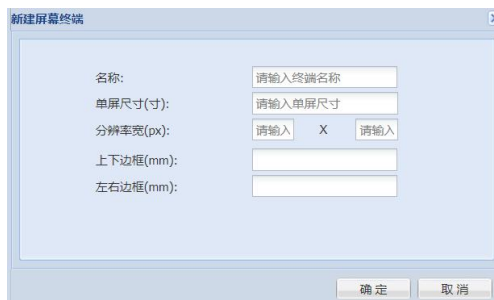 新建屏幕终端
名称: 请输入终端名称
单屏尺寸(寸): 请输入单屏尺寸
分辨率宽(px): 请输入 X 请输入
上下边框(mm):
左右边框(mm):
确定 取消